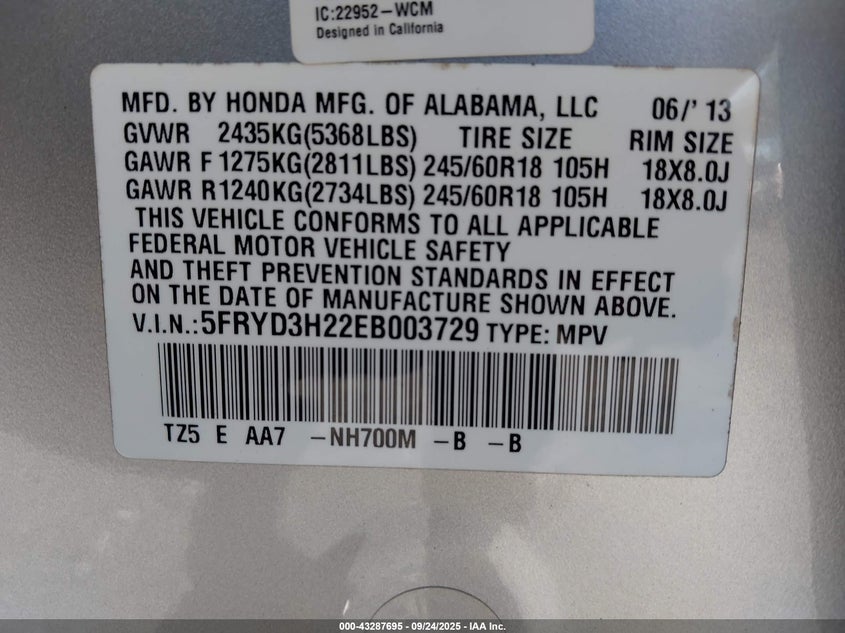 IC:22952-WCM
Designed in California
MFD. BY HONDA MFG. OF ALABAMA, LLC 06/' 13
GVWR 2435KG(5368LBS) TIRE SIZE RIM SIZE
GAWR F 1275KG(2811LBS) 245/60R18 105H 18X8.0J
GAWR R1240KG(2734LBS) 245/60R18 105H 18X8.0J
THIS VEHICLE CONFORMS TO ALL APPLICABLE
FEDERAL MOTOR VEHICLE SAFETY
AND THEFT PREVENTION STANDARDS IN EFFECT
ON THE DATE OF MANUFACTURE SHOWN ABOVE.
V.I.N.:5FRYD3H22EB003729 TYPE: MPV
TZ5 E AA7 -NH700M -B -B
000-43287695 - 09/24/2025 - IAA Inc.